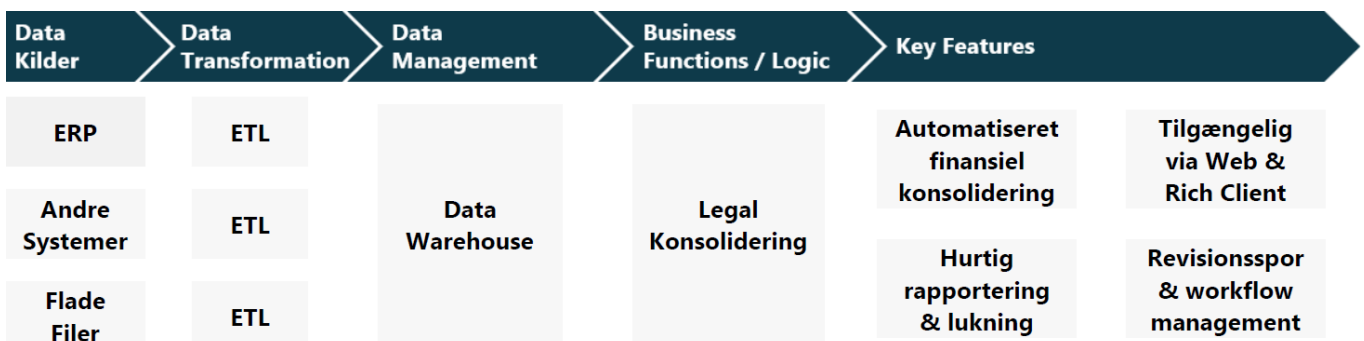 Data
Kilder
Data
Transformation
Data
Management
Business
Functions / Logic
Key Features
ERP
ETL
Andre
Systemer
ETL
Flade
Filer
ETL
Data
Warehouse
Legal
Konsolidering
Automatiseret
finansiel
konsolidering
Tilgængelig
via Web &
Rich Client
Hurtig
rapportering
& lukning
Revisionsspor
& workflow
management